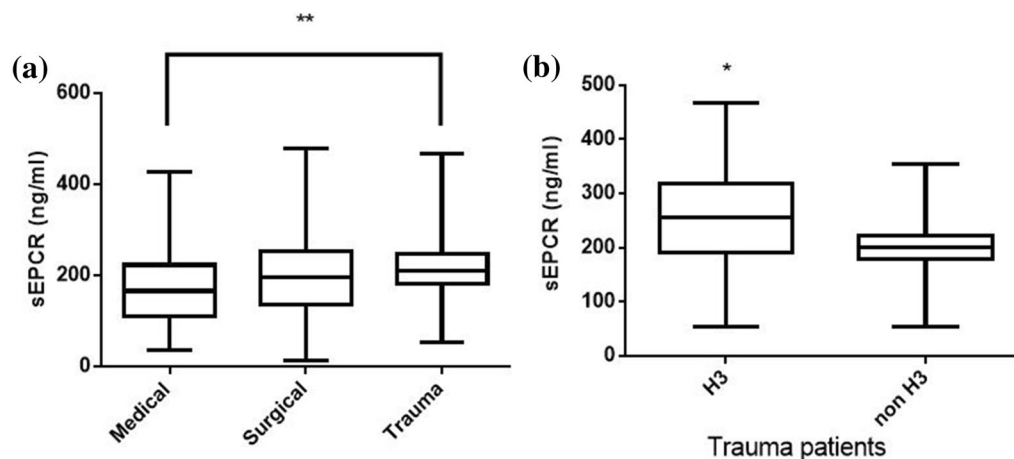 (a)
**
sEPCR (ng/ml)
600
400
200
0
Medical
Surgical
Trauma
(b)
*
sEPCR (ng/ml)
500
400
300
200
100
0
H3
non H3
Trauma patients